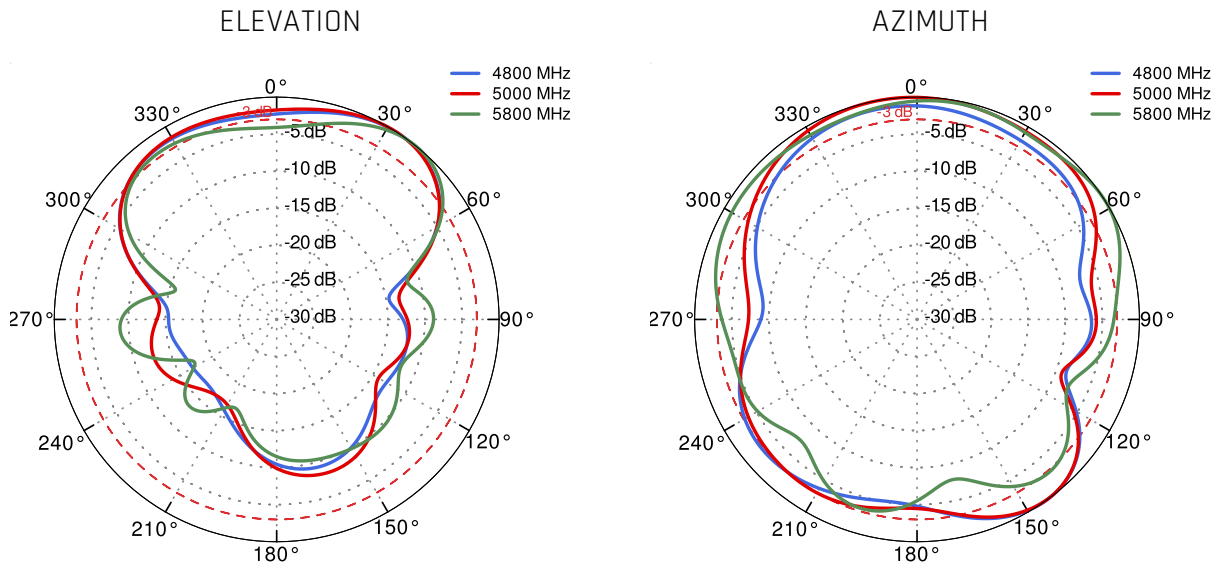 ELEVATION
4800 MHz
5000 MHz
5800 MHz
0°
330°
30°
-3 dB
-5 dB
-10 dB
300°
60°
-15 dB
-20 dB
-25 dB
270°
-30 dB
90°
240°
120°
210°
150°
180°
AZIMUTH
4800 MHz
5000 MHz
5800 MHz
0°
330°
30°
-3 dB
-5 dB
-10 dB
300°
60°
-15 dB
-20 dB
-25 dB
270°
-30 dB
90°
240°
120°
210°
150°
180°